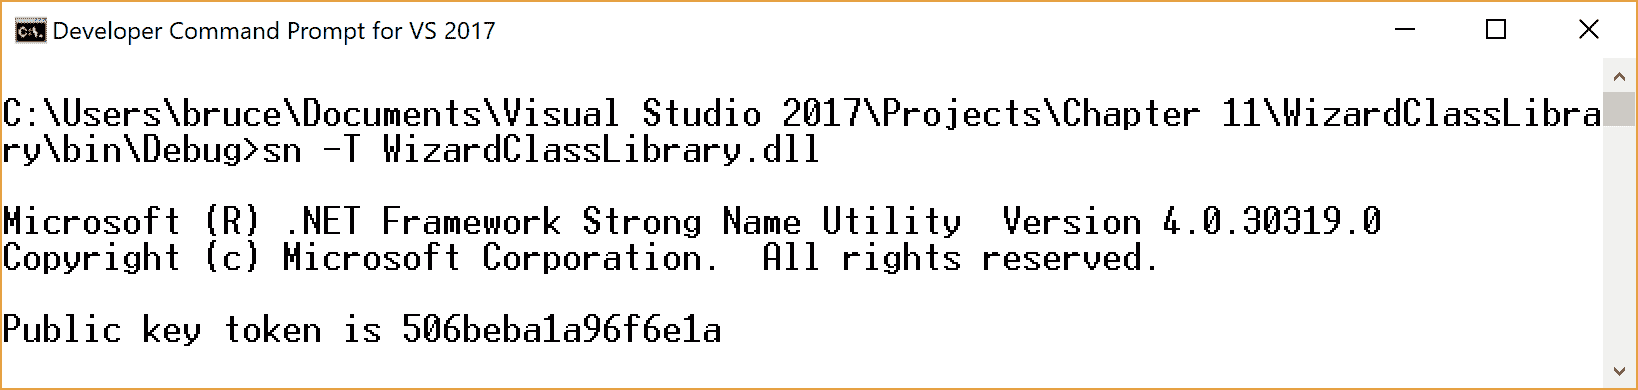 Developer Command Prompt for VS 2017
C:\Users\bruce\Documents\Visual Studio 2017\Projects\Chapter 11\WizardClassLibra
ry\bin\Debug>sn -T WizardClassLibrary.dll
Microsoft (R) .NET Framework Strong Name Utility  Version 4.0.30319.0
Copyright (c) Microsoft Corporation.  All rights reserved.
Public key token is 506beba1a96f6e1a